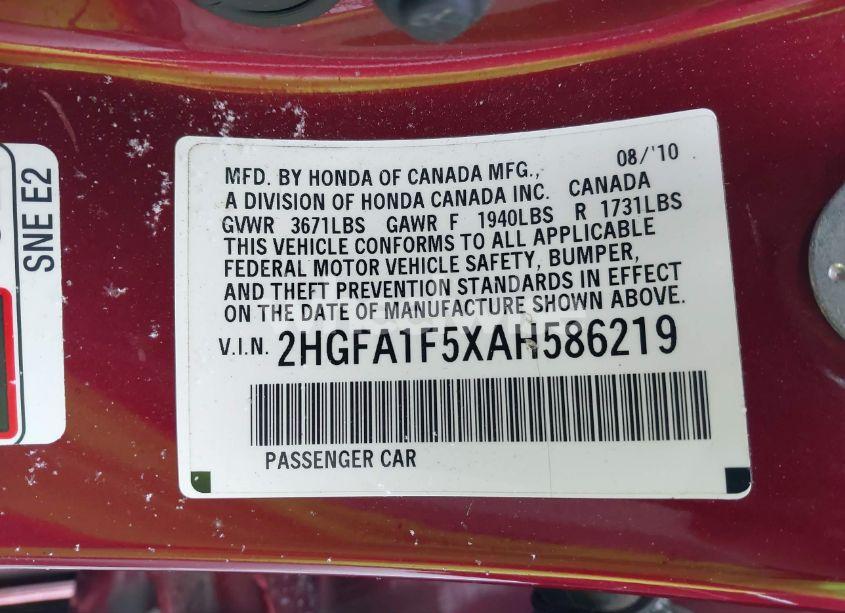 SNE E2
08/'10
MFD. BY HONDA OF CANADA MFG.,
A DIVISION OF HONDA CANADA INC. CANADA
GVWR 3671LBS GAWR F 1940LBS R 1731LBS
THIS VEHICLE CONFORMS TO ALL APPLICABLE
FEDERAL MOTOR VEHICLE SAFETY, BUMPER,
AND THEFT PREVENTION STANDARDS IN EFFECT
ON THE DATE OF MANUFACTURE SHOWN ABOVE.
V.I.N. 2HGFA1F5XAH586219
PASSENGER CAR